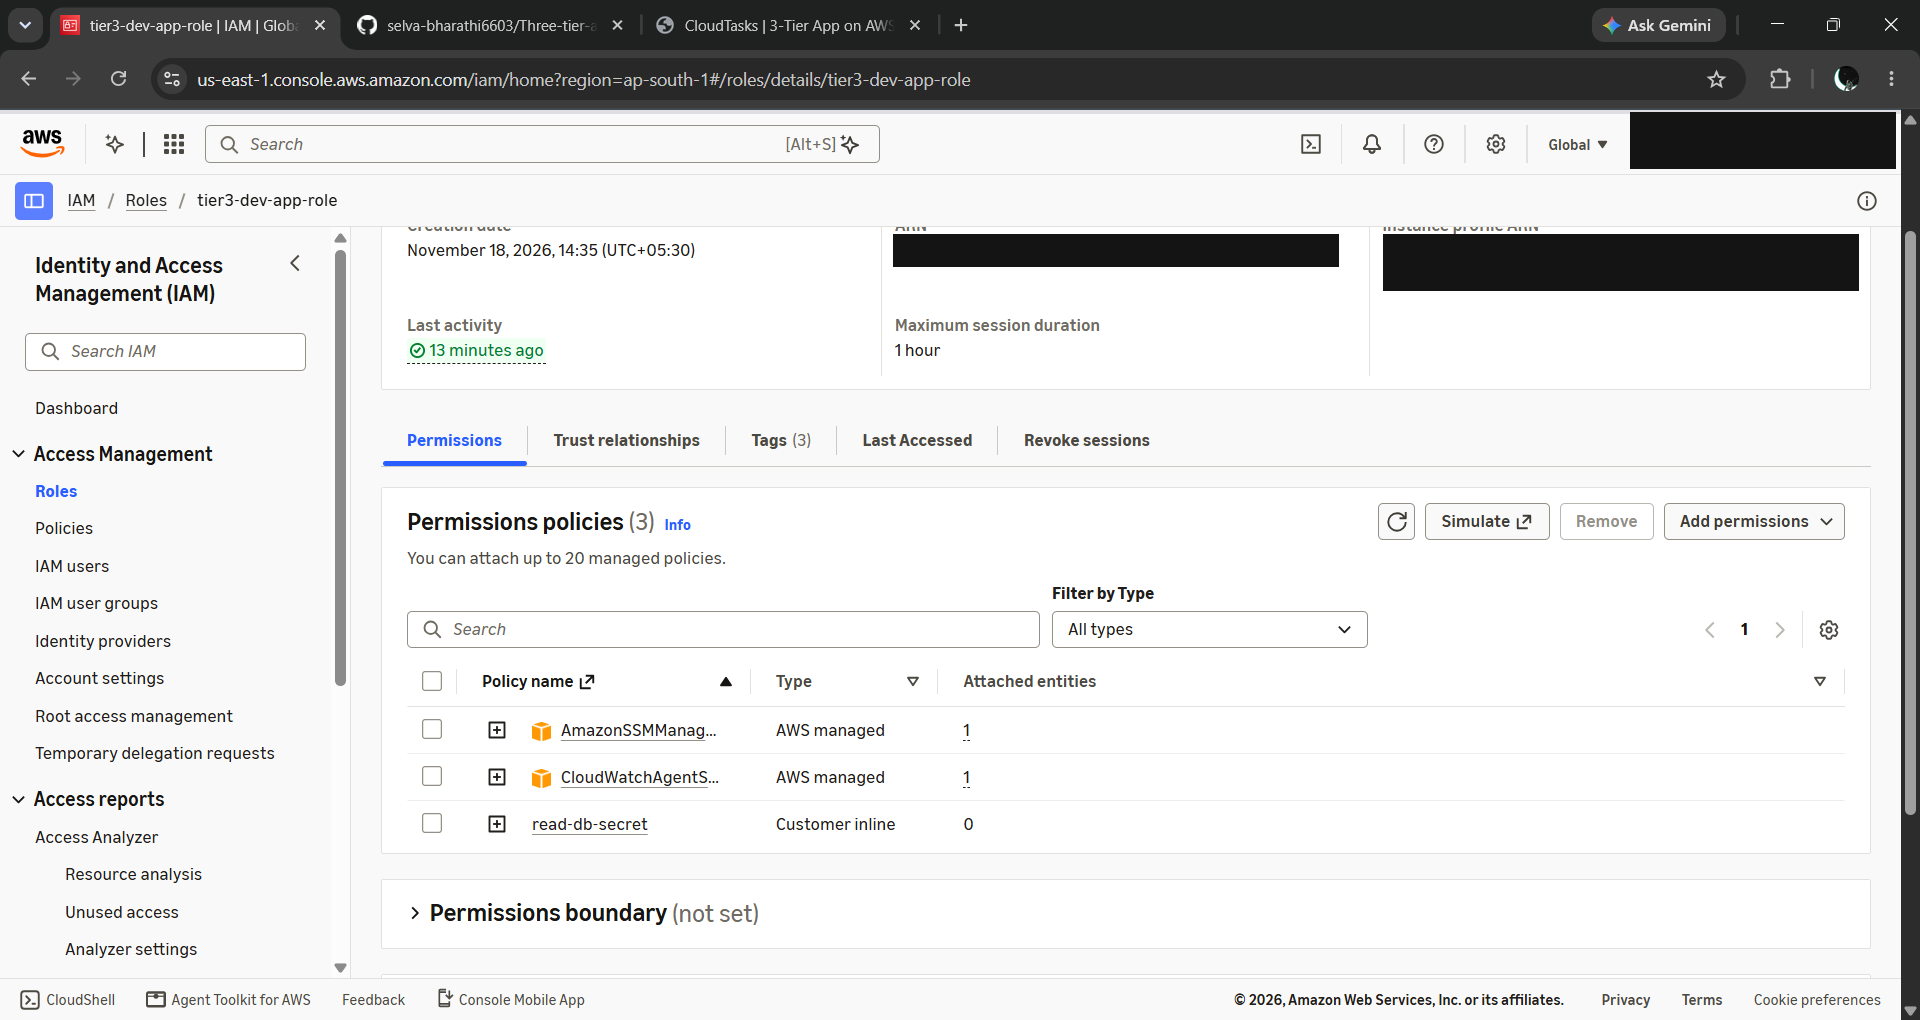 tier3-dev-app-role | IAM | Globa
selva-bharathi6603/Three-tier-a
CloudTasks | 3-Tier App on AWS
Ask Gemini
us-east-1.console.aws.amazon.com/iam/home?region=ap-south-1#/roles/details/tier3-dev-app-role
aws
Search
[Alt+S]
Global
IAM / Roles / tier3-dev-app-role
Identity and Access
Management (IAM)
Search IAM
Dashboard
Access Management
Roles
Policies
IAM users
IAM user groups
Identity providers
Account settings
Root access management
Temporary delegation requests
Access reports
Access Analyzer
Resource analysis
Unused access
Analyzer settings
Creation date
November 18, 2026, 14:35 (UTC+05:30)
ARN
Instance profile ARN
Last activity
13 minutes ago
Maximum session duration
1 hour
Permissions
Trust relationships
Tags (3)
Last Accessed
Revoke sessions
Permissions policies (3) Info
You can attach up to 20 managed policies.
Simulate
Remove
Add permissions
Filter by Type
Search
All types
1
Policy name
Type
Attached entities
AmazonSSMManag... AWS managed 1
CloudWatchAgentS... AWS managed 1
read-db-secret Customer inline 0
Permissions boundary (not set)
CloudShell
Agent Toolkit for AWS
Feedback
Console Mobile App
© 2026, Amazon Web Services, Inc. or its affiliates.
Privacy
Terms
Cookie preferences